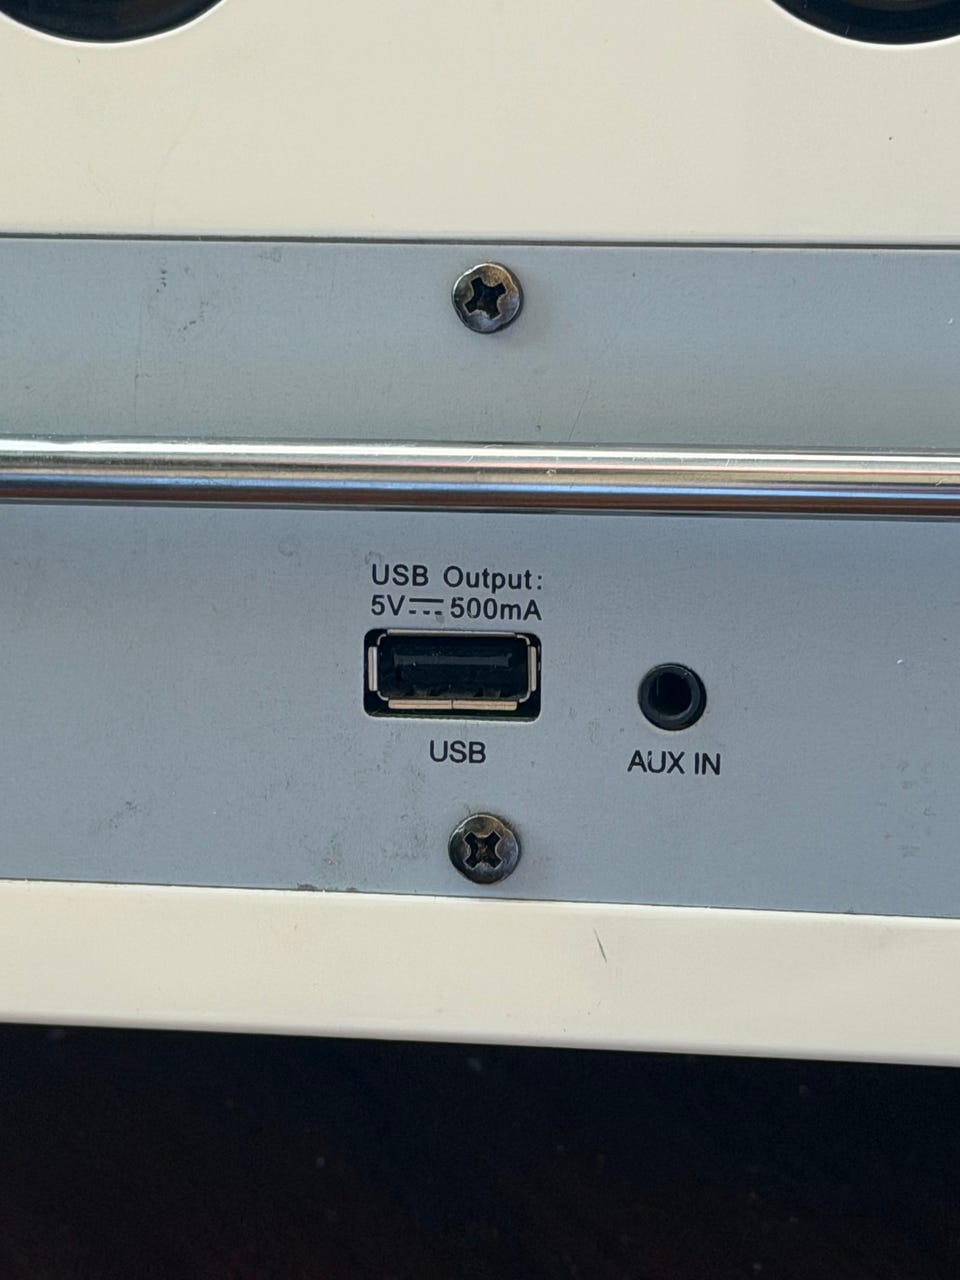 USB Output:
5V⎓500mA
USB
AUX IN